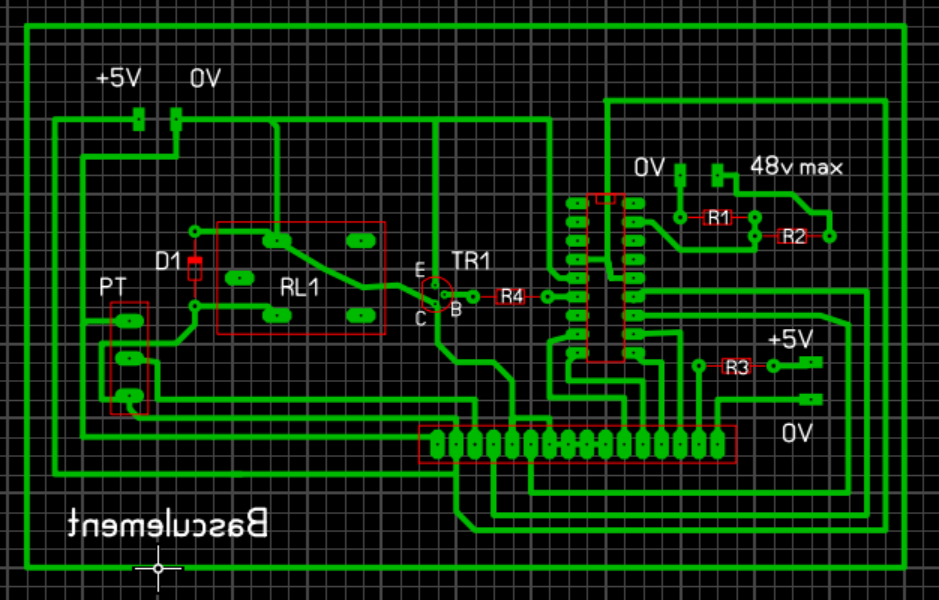 +5V 0V
0V 48v max
R1
R2
D1 RL1 E TR1
PT R4
C B
+5V
R3
0V
Basculement